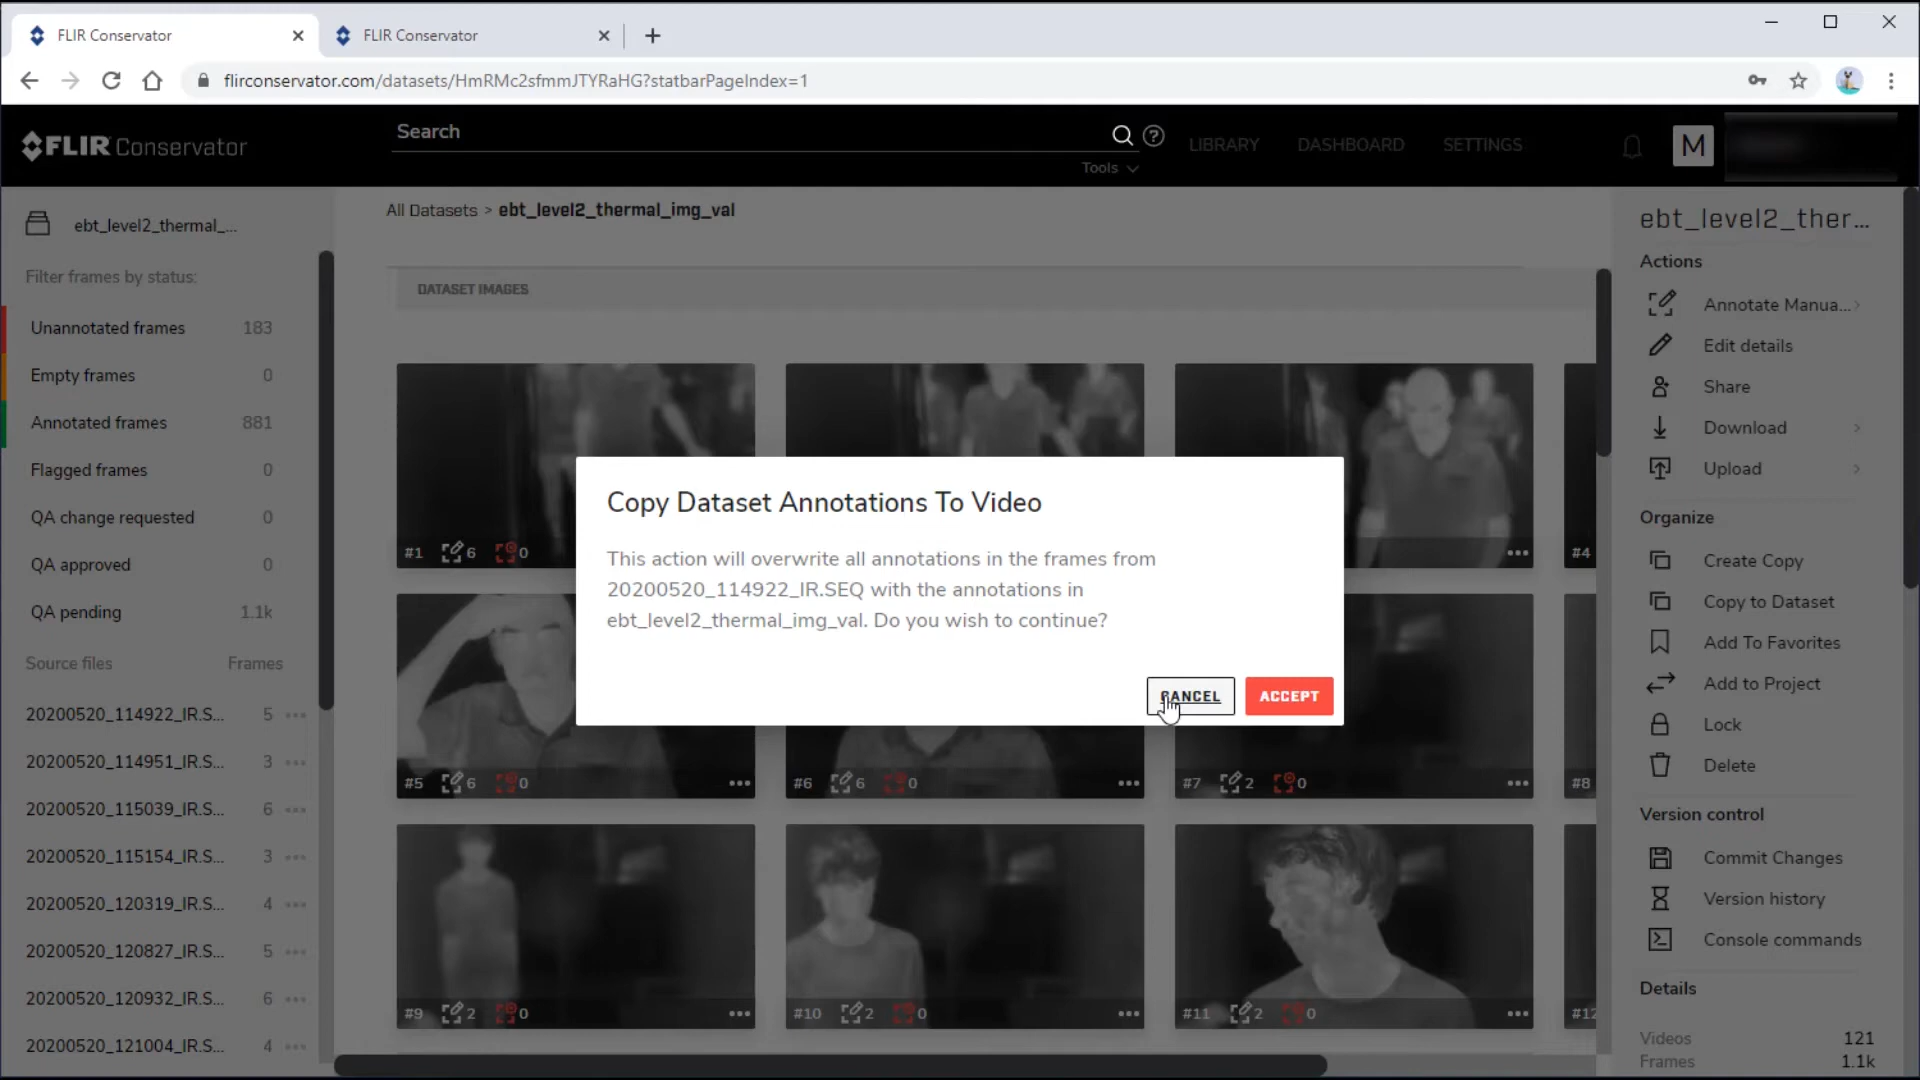 FLIR Conservator
FLIR Conservator
flirconservator.com/datasets/HmRMc2sfmmJTYRaHG?statbarPageIndex=1
FLIR Conservator
Search
Tools
LIBRARY
DASHBOARD
SETTINGS
M
ebt_level2_thermal_...
Filter frames by status:
Unannotated frames 183
Empty frames 0
Annotated frames 881
Flagged frames 0
QA change requested 0
QA approved 0
QA pending 1.1k
Source files Frames
20200520_114922_IR.S... 5
20200520_114951_IR.S... 3
20200520_115039_IR.S... 6
20200520_115154_IR.S... 3
20200520_120319_IR.S... 4
20200520_120827_IR.S... 5
20200520_120932_IR.S... 6
20200520_121004_IR.S... 4
All Datasets > ebt_level2_thermal_img_val
DATASET IMAGES
#1 6 0
#4
Copy Dataset Annotations To Video
This action will overwrite all annotations in the frames from
20200520_114922_IR.SEQ with the annotations in
ebt_level2_thermal_img_val. Do you wish to continue?
CANCEL
ACCEPT
#5 6 0
#6 6 0
#7 2 0
#8
#9 2 0
#10 2 0
#11 2 0
#12
ebt_level2_ther...
Actions
Annotate Manua...
Edit details
Share
Download
Upload
Organize
Create Copy
Copy to Dataset
Add To Favorites
Add to Project
Lock
Delete
Version control
Commit Changes
Version history
Console commands
Details
Videos 121
Frames 1.1k